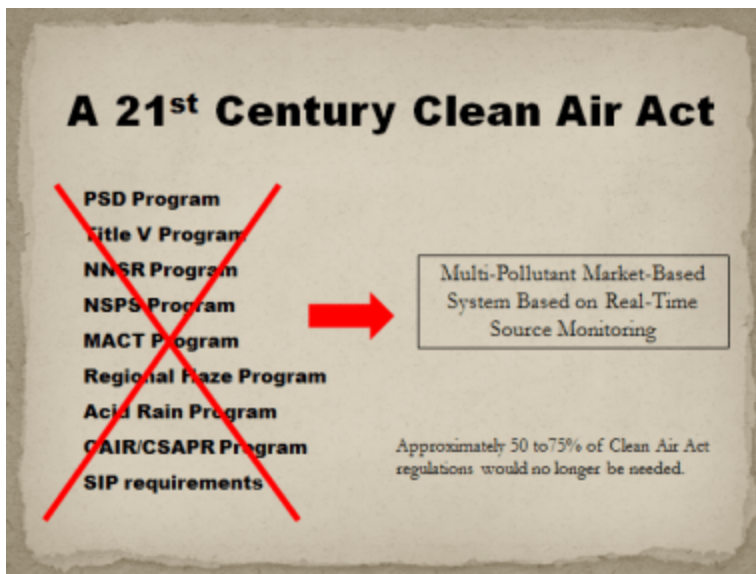 A 21st Century Clean Air Act
PSD Program
Title V Program
NNSR Program
NSPS Program
MACT Program
Regional Haze Program
Acid Rain Program
CAIR/CSAPR Program
SIP requirements
Multi-Pollutant Market-Based
System Based on Real-Time
Source Monitoring
Approximately 50 to75% of Clean Air Act
regulations would no longer be needed.